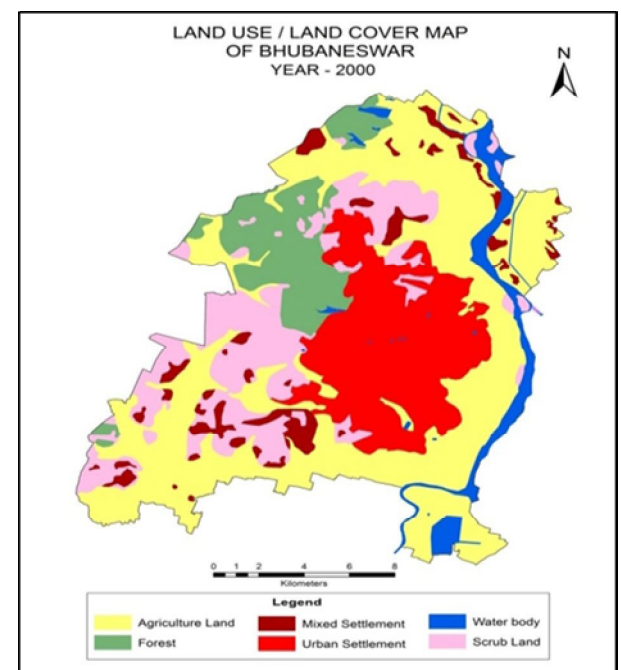 LAND USE / LAND COVER MAP
OF BHUBANESWAR
YEAR - 2000
N
0 1 2 4 6 8
Kilometers
Legend
Agriculture Land Mixed Settlement Water body
Forest Urban Settlement Scrub Land